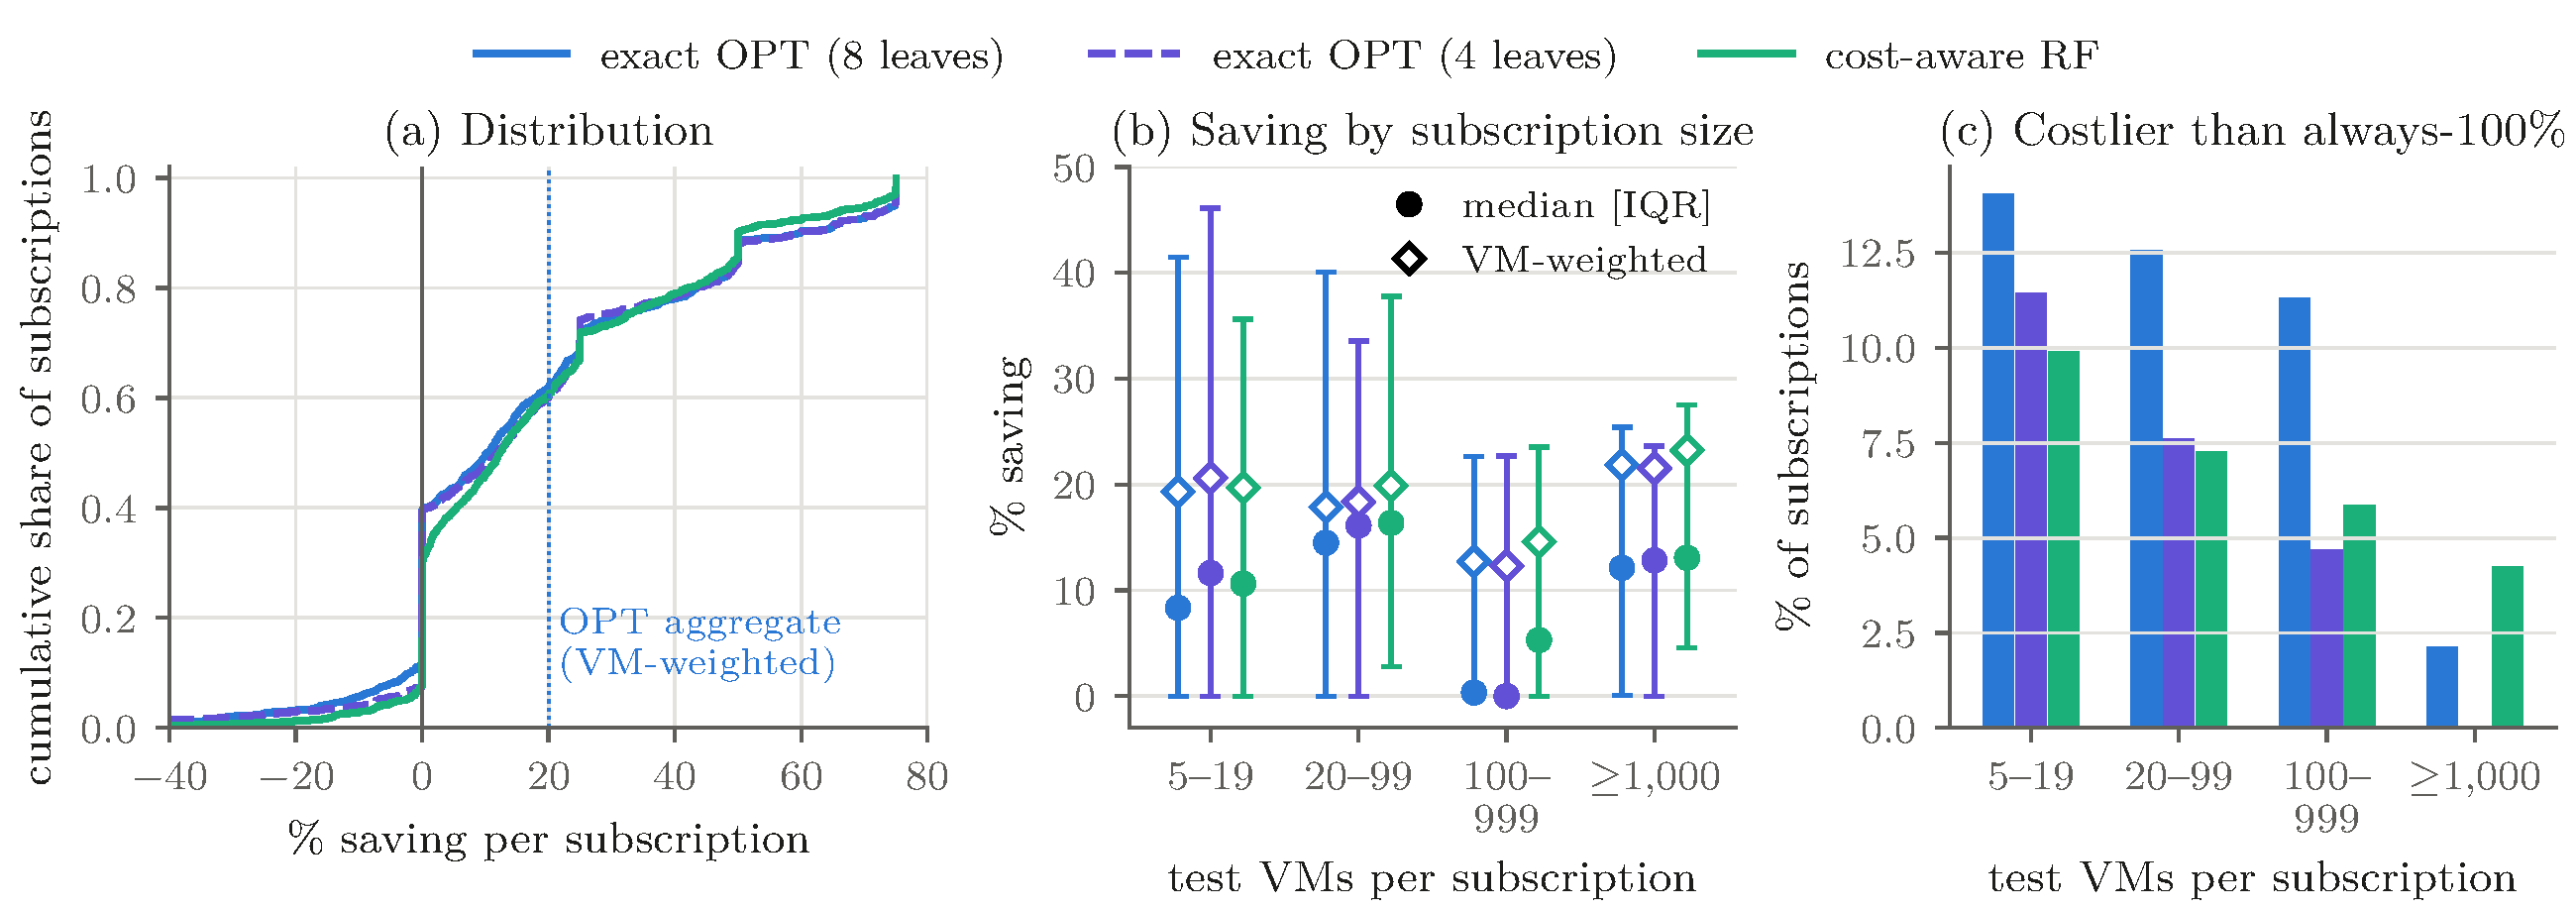 exact OPT (8 leaves)
exact OPT (4 leaves)
cost-aware RF
(a) Distribution
cumulative share of subscriptions
1.0
0.8
0.6
0.4
0.2
0.0
OPT aggregate
(VM-weighted)
−40
−20
0
20
40
60
80
% saving per subscription
(b) Saving by subscription size
% saving
50
40
30
20
10
0
median [IQR]
VM-weighted
5–19
20–99
100–
999
≥1,000
test VMs per subscription
(c) Costlier than always-100%
% of subscriptions
12.5
10.0
7.5
5.0
2.5
0.0
5–19
20–99
100–
999
≥1,000
test VMs per subscription